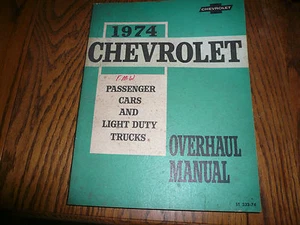 CHEVROLET
1974
CHEVROLET
PASSENGER
CARS
AND
LIGHT DUTY
TRUCKS
OVERHAUL
MANUAL